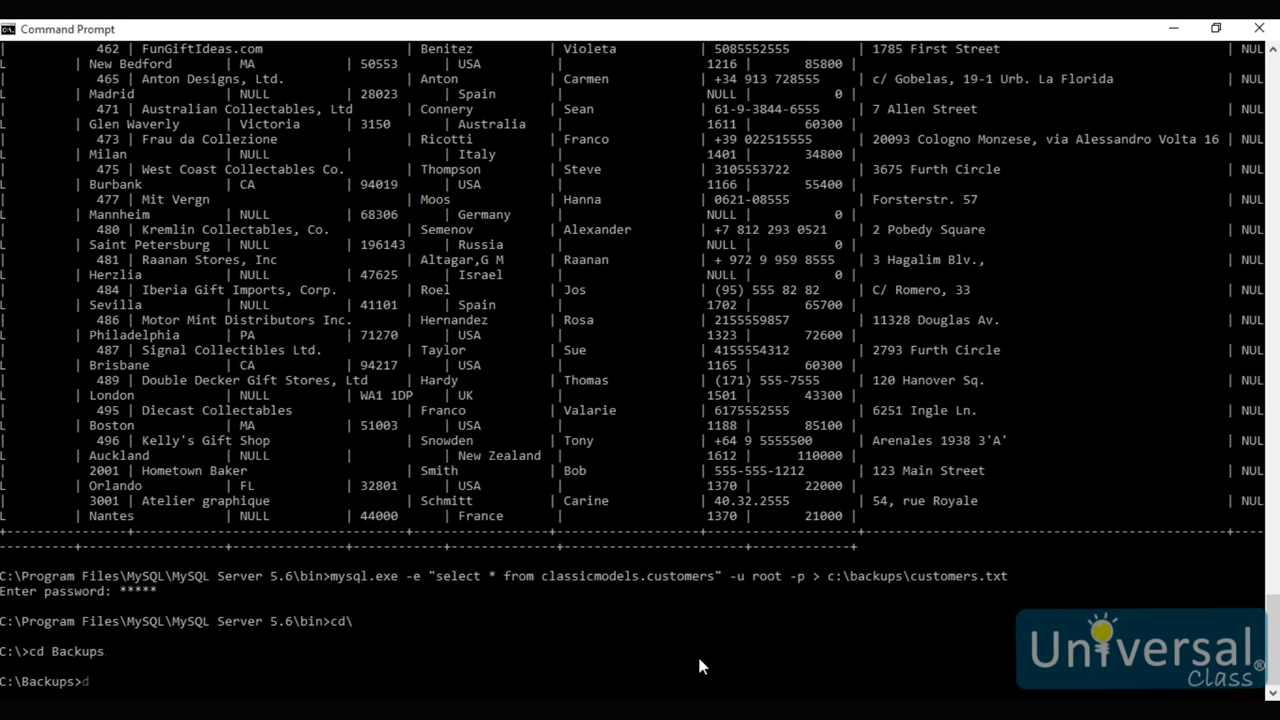 Command Prompt
| 462 | FunGiftIdeas.com | Benitez | Violeta | 5085552555 | 1785 First Street | NUL
L | New Bedford | MA | 50553 | USA | 1216 | 85800 |
| 465 | Anton Designs, Ltd. | Anton | Carmen | +34 913 728555 | c/ Gobelas, 19-1 Urb. La Florida | NUL
L | Madrid | NULL | 28023 | Spain | NULL | 0 |
| 471 | Australian Collectables, Ltd | Connery | Sean | 61-9-3844-6555 | 7 Allen Street | NUL
L | Glen Waverly | Victoria | 3150 | Australia | 1611 | 60300 |
| 473 | Frau da Collezione | Ricotti | Franco | +39 022515555 | 20093 Cologno Monzese, via Alessandro Volta 16 | NUL
L | Milan | NULL | | Italy | 1401 | 34800 |
| 475 | West Coast Collectables Co. | Thompson | Steve | 3105553722 | 3675 Furth Circle | NUL
L | Burbank | CA | 94019 | USA | 1166 | 55400 |
| 477 | Mit Vergn | Moos | Hanna | 0621-08555 | Forsterstr. 57 | NUL
L | Mannheim | NULL | 68306 | Germany | NULL | 0 |
| 480 | Kremlin Collectables, Co. | Semenov | Alexander | +7 812 293 0521 | 2 Pobedy Square | NUL
L | Saint Petersburg | NULL | 196143 | Russia | NULL | 0 |
| 481 | Raanan Stores, Inc | Altagar,G M | Raanan | + 972 9 959 8555 | 3 Hagalim Blv., | NUL
L | Herzlia | NULL | 47625 | Israel | NULL | 0 |
| 484 | Iberia Gift Imports, Corp. | Roel | Jos | (95) 555 82 82 | C/ Romero, 33 | NUL
L | Sevilla | NULL | 41101 | Spain | 1702 | 65700 |
| 486 | Motor Mint Distributors Inc. | Hernandez | Rosa | 2155559857 | 11328 Douglas Av. | NUL
L | Philadelphia | PA | 71270 | USA | 1323 | 72600 |
| 487 | Signal Collectibles Ltd. | Taylor | Sue | 4155554312 | 2793 Furth Circle | NUL
L | Brisbane | CA | 94217 | USA | 1165 | 60300 |
| 489 | Double Decker Gift Stores, Ltd | Hardy | Thomas | (171) 555-7555 | 120 Hanover Sq. | NUL
L | London | NULL | WA1 1DP | UK | 1501 | 43300 |
| 495 | Diecast Collectables | Franco | Valarie | 6175552555 | 6251 Ingle Ln. | NUL
L | Boston | MA | 51003 | USA | 1188 | 85100 |
| 496 | Kelly's Gift Shop | Snowden | Tony | +64 9 5555500 | Arenales 1938 3'A' | NUL
L | Auckland | NULL | | New Zealand | 1612 | 110000 |
| 2001 | Hometown Baker | Smith | Bob | 555-555-1212 | 123 Main Street | NUL
L | Orlando | FL | 32801 | USA | 1370 | 22000 |
| 3001 | Atelier graphique | Schmitt | Carine | 40.32.2555 | 54, rue Royale | NUL
L | Nantes | NULL | 44000 | France | 1370 | 21000 |
C:\Program Files\MySQL\MySQL Server 5.6\bin>mysql.exe -e "select * from classicmodels.customers" -u root -p > c:\backups\customers.txt
Enter password: *****
C:\Program Files\MySQL\MySQL Server 5.6\bin>cd\
C:\>cd Backups
C:\Backups>d
Universal
Class®